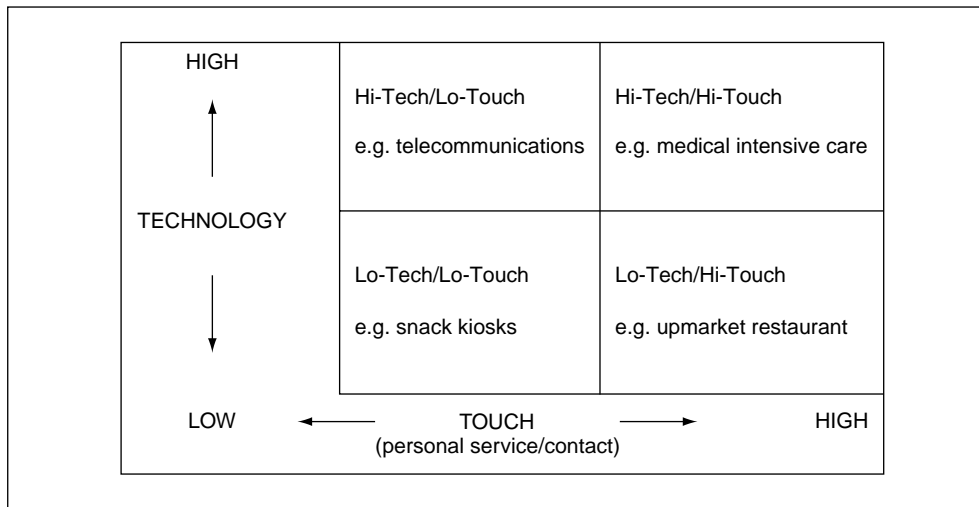 HIGH
TECHNOLOGY
LOW
Hi-Tech/Lo-Touch
e.g. telecommunications
Hi-Tech/Hi-Touch
e.g. medical intensive care
Lo-Tech/Lo-Touch
e.g. snack kiosks
Lo-Tech/Hi-Touch
e.g. upmarket restaurant
TOUCH
(personal service/contact)
HIGH